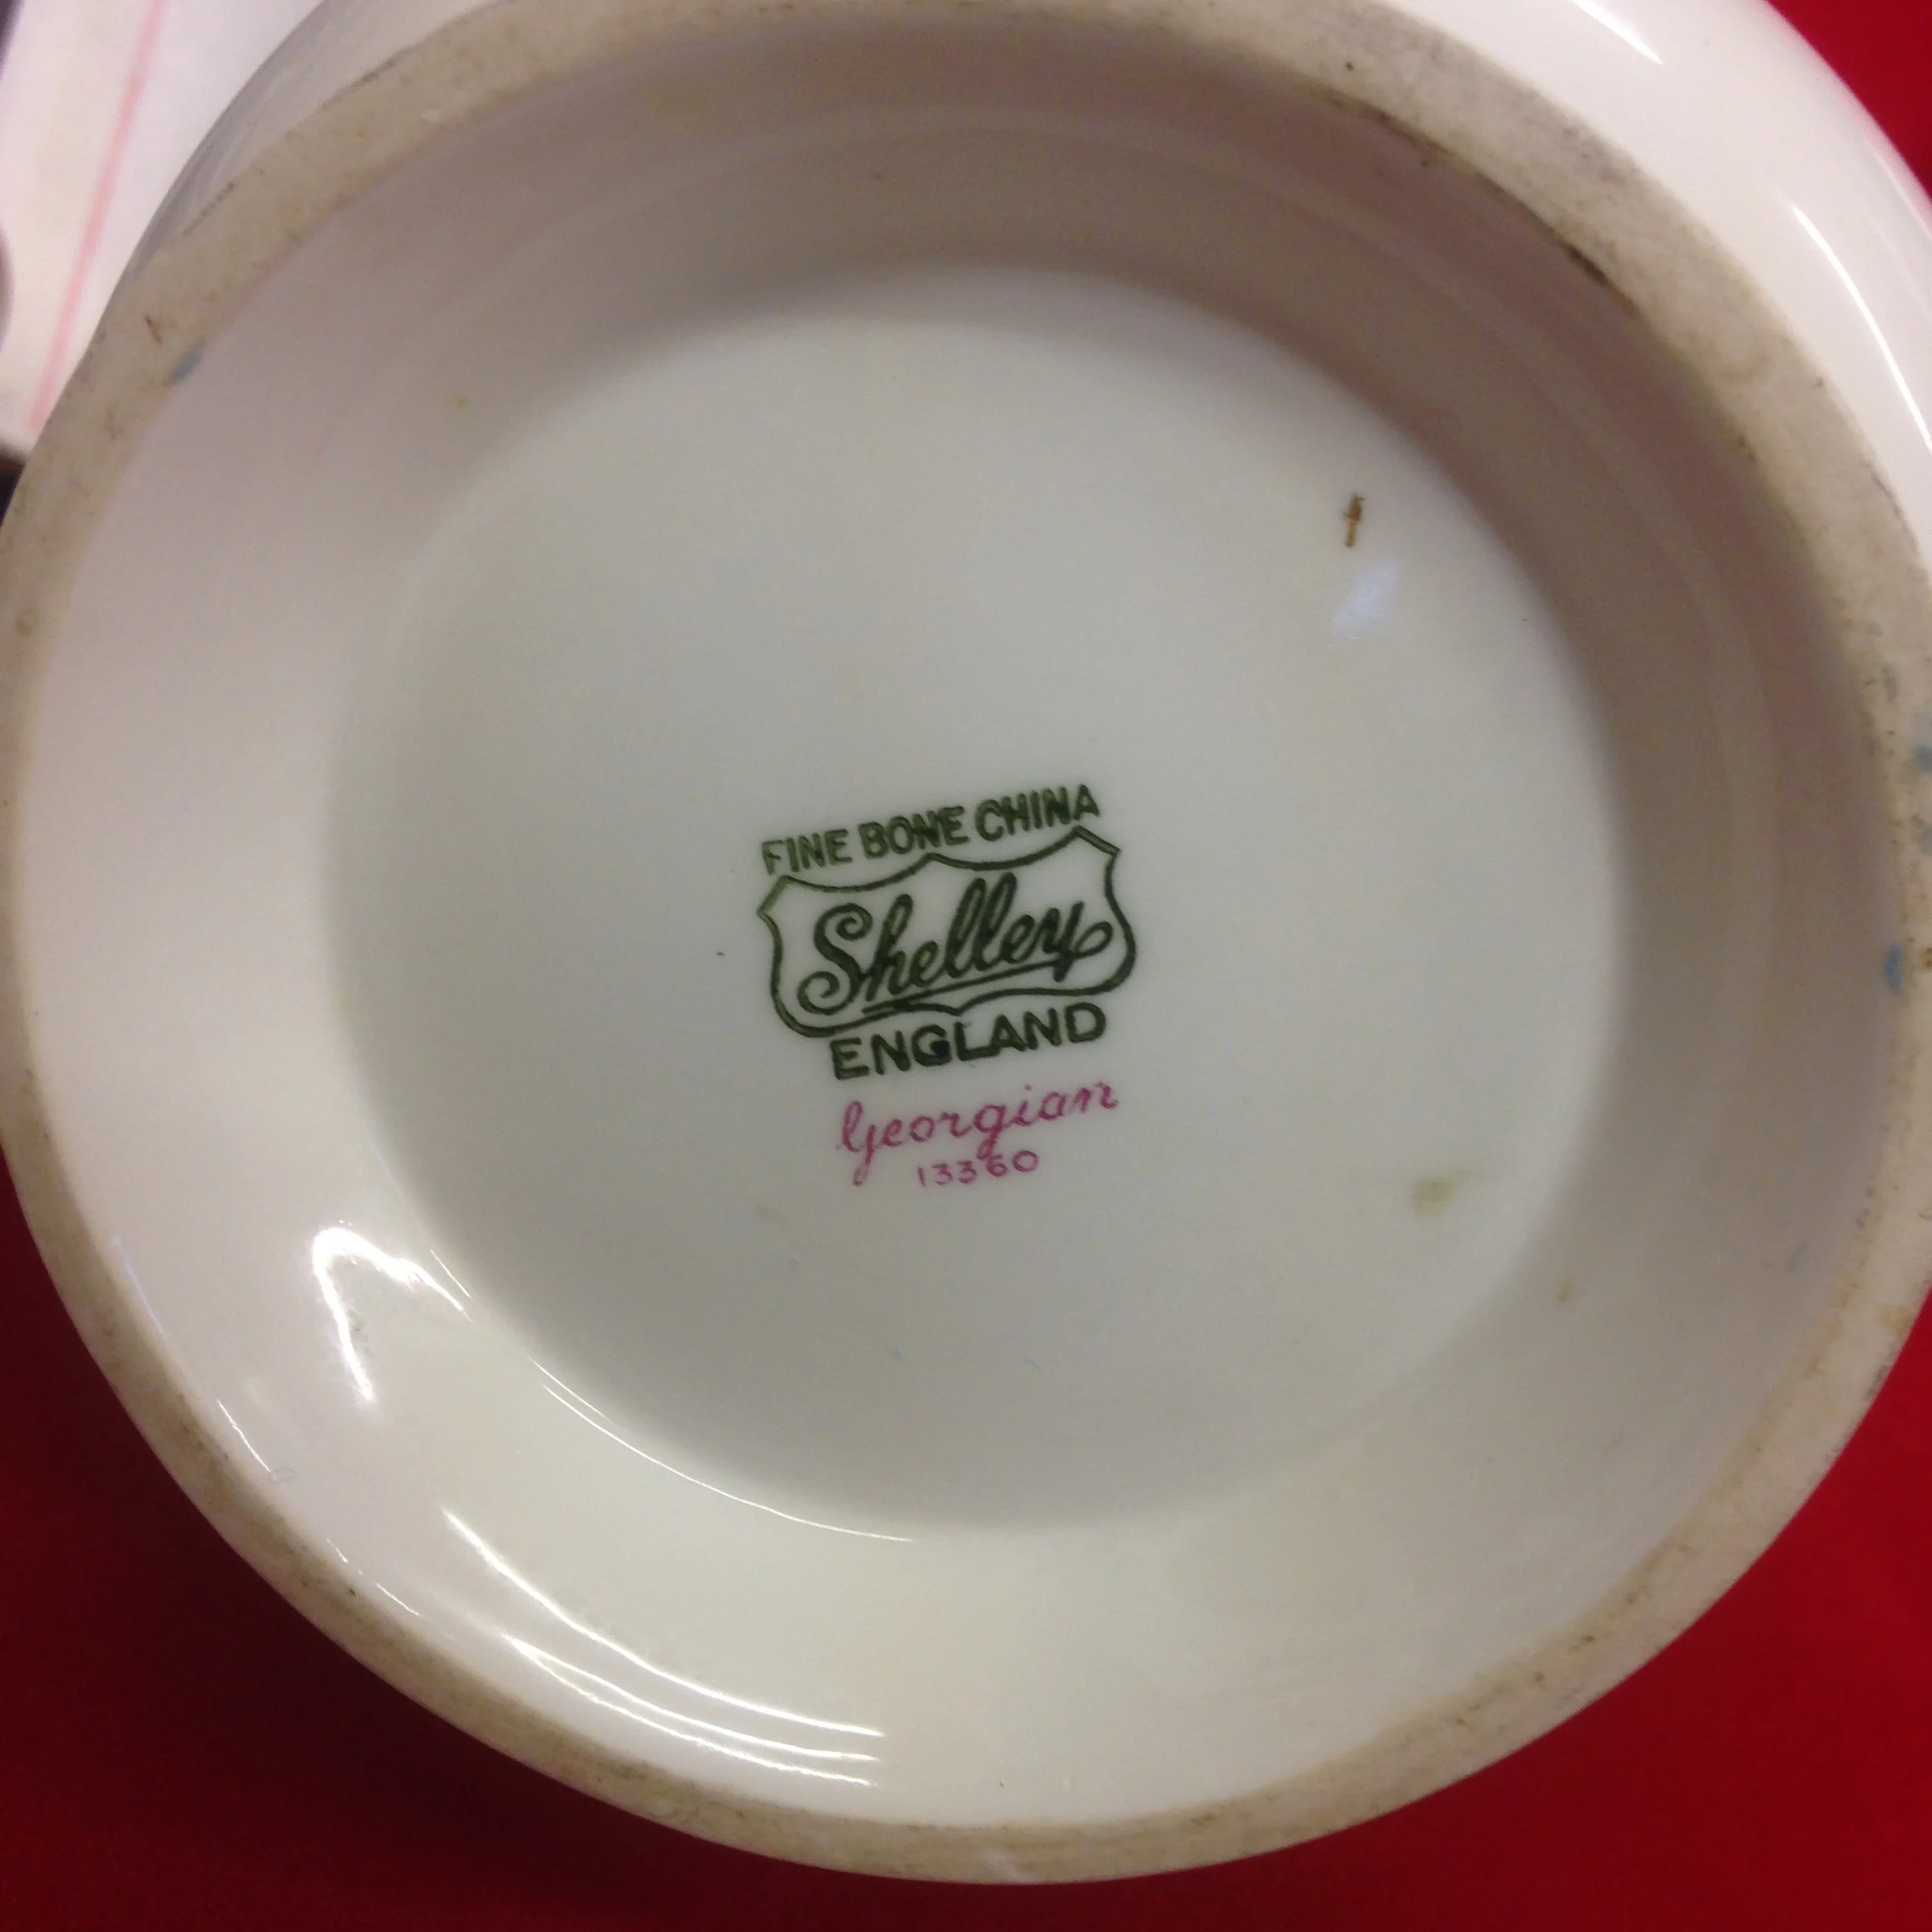 FINE BONE CHINA
Shelley
ENGLAND
Georgian
13360